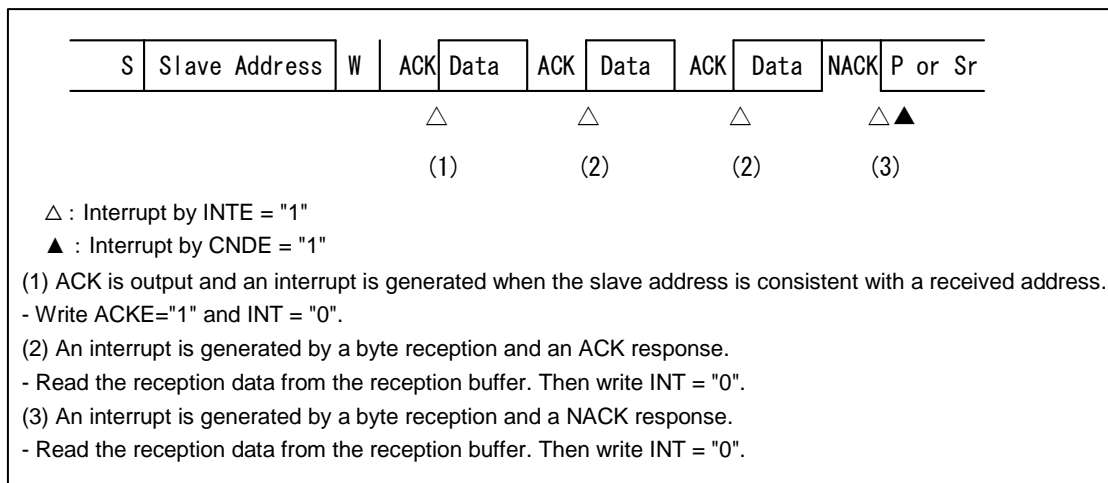 S Slave Address W ACK Data ACK Data ACK Data NACK P or Sr
△ △ △ △ ▲
(1) (2) (2) (3)
△ : Interrupt by INTE = "1"
▲ : Interrupt by CNDE = "1"
(1) ACK is output and an interrupt is generated when the slave address is consistent with a received address.
- Write ACKE="1" and INT = "0".
(2) An interrupt is generated by a byte reception and an ACK response.
- Read the reception data from the reception buffer. Then write INT = "0".
(3) An interrupt is generated by a byte reception and a NACK response.
- Read the reception data from the reception buffer. Then write INT = "0".